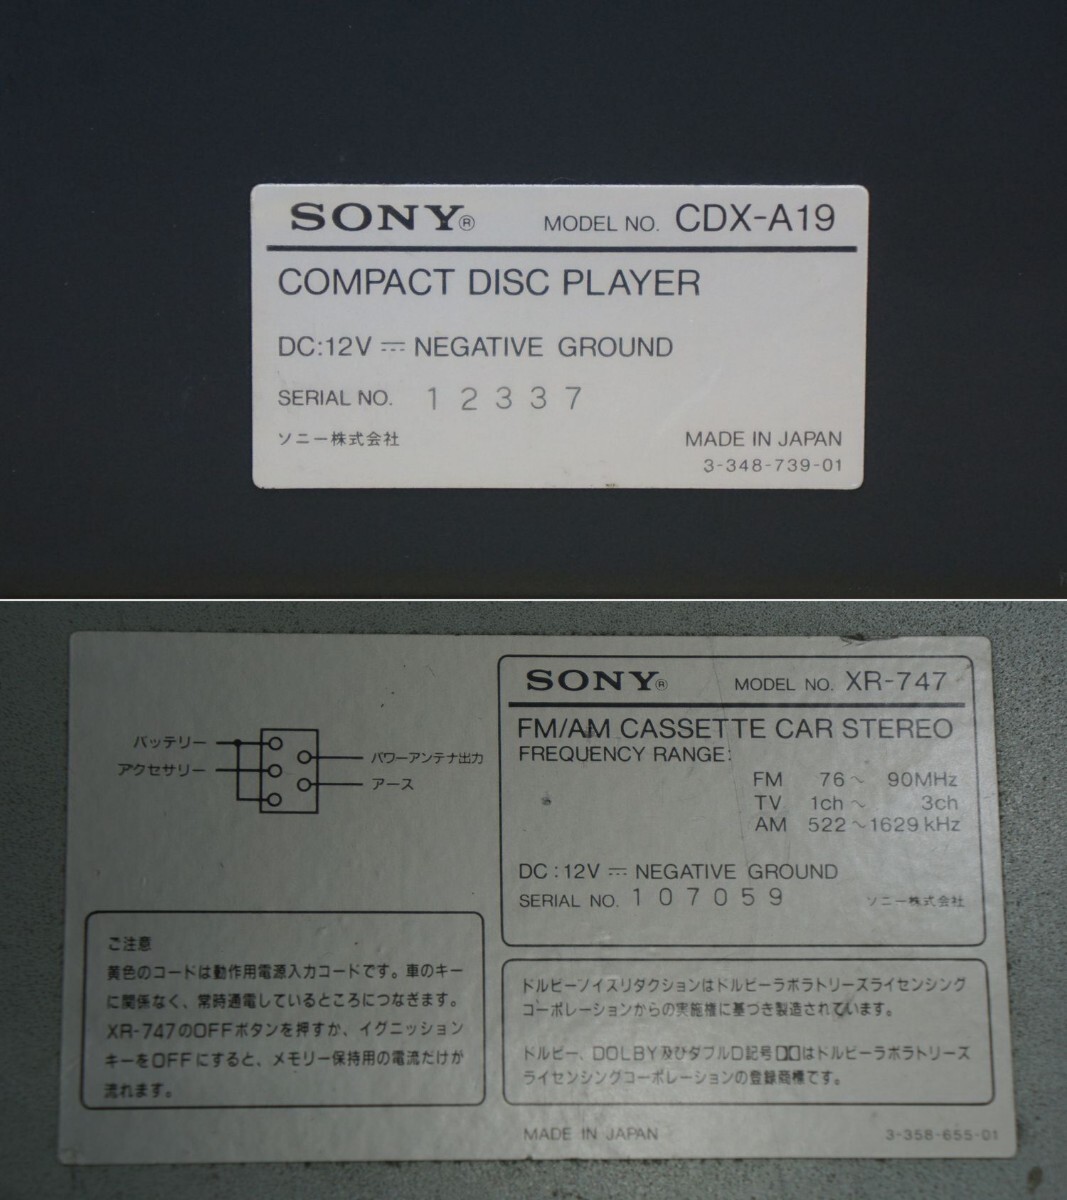 SONY® MODEL NO. CDX-A19
COMPACT DISC PLAYER
DC:12V ⎓ NEGATIVE GROUND
SERIAL NO. 12337
ソニー株式会社 MADE IN JAPAN
3-348-739-01
バッテリー
アクセサリー
パワーアンテナ出力
アース
SONY® MODEL NO. XR-747
FM/AM CASSETTE CAR STEREO
FREQUENCY RANGE:
FM 76～ 90MHz
TV 1ch～ 3ch
AM 522～1629kHz
DC:12V ⎓ NEGATIVE GROUND
SERIAL NO. 107059 ソニー株式会社
ご注意
黄色のコードは動作用電源入力コードです。車のキー
に関係なく、常時通電しているところにつなぎます。
XR-747のOFFボタンを押すか、イグニッション
キーをOFFにすると、メモリー保持用の電流だけが
流れます。
ドルビーノイズリダクションはドルビーラボラトリーズライセンシング
コーポレーションからの実施権に基づき製造されています。
ドルビー、DOLBY及びダブルD記号はドルビーラボラトリーズ
ライセンシングコーポレーションの登録商標です。
MADE IN JAPAN 3-358-655-01